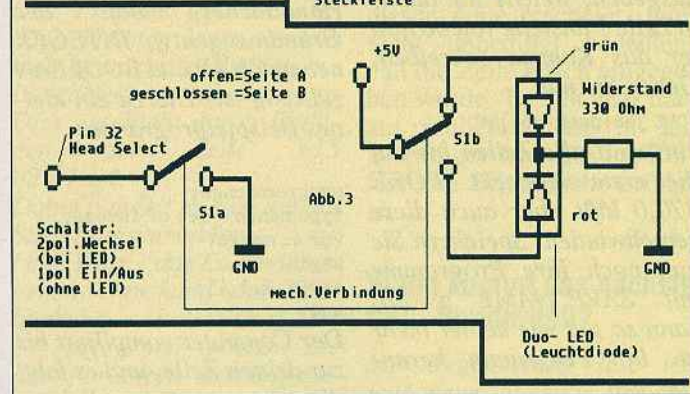 Steckleiste
+5V
grün
offen=Seite A
geschlossen=Seite B
Widerstand
330 Ohm
Pin 32
Head Select
S1b
Abb.3
S1a
rot
Schalter:
2pol.Wechsel
(bei LED)
1pol Ein/Aus
(ohne LED)
GND
GND
mech.Verbindung
Duo- LED
(Leuchtdiode)